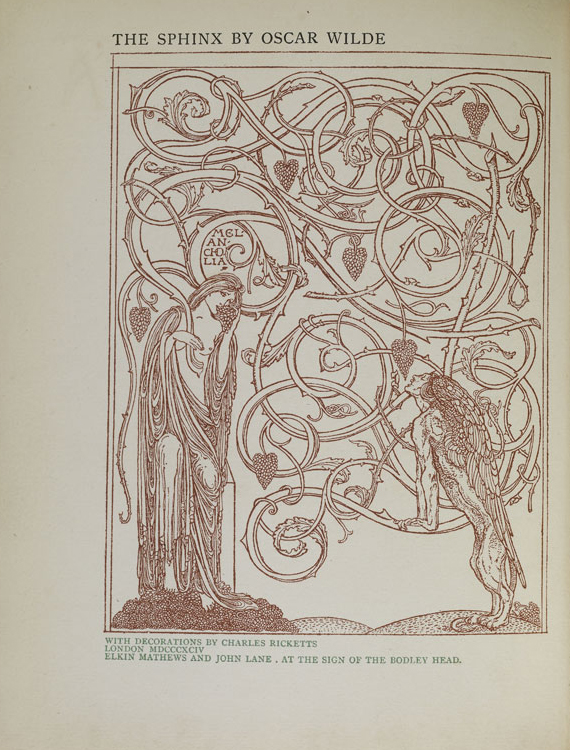 THE SPHINX BY OSCAR WILDE
MEL
AN·
CHO
LIA
WITH DECORATIONS BY CHARLES RICKETTS
LONDON MDCCCXCIV
ELKIN MATHEWS AND JOHN LANE . AT THE SIGN OF THE BODLEY HEAD.